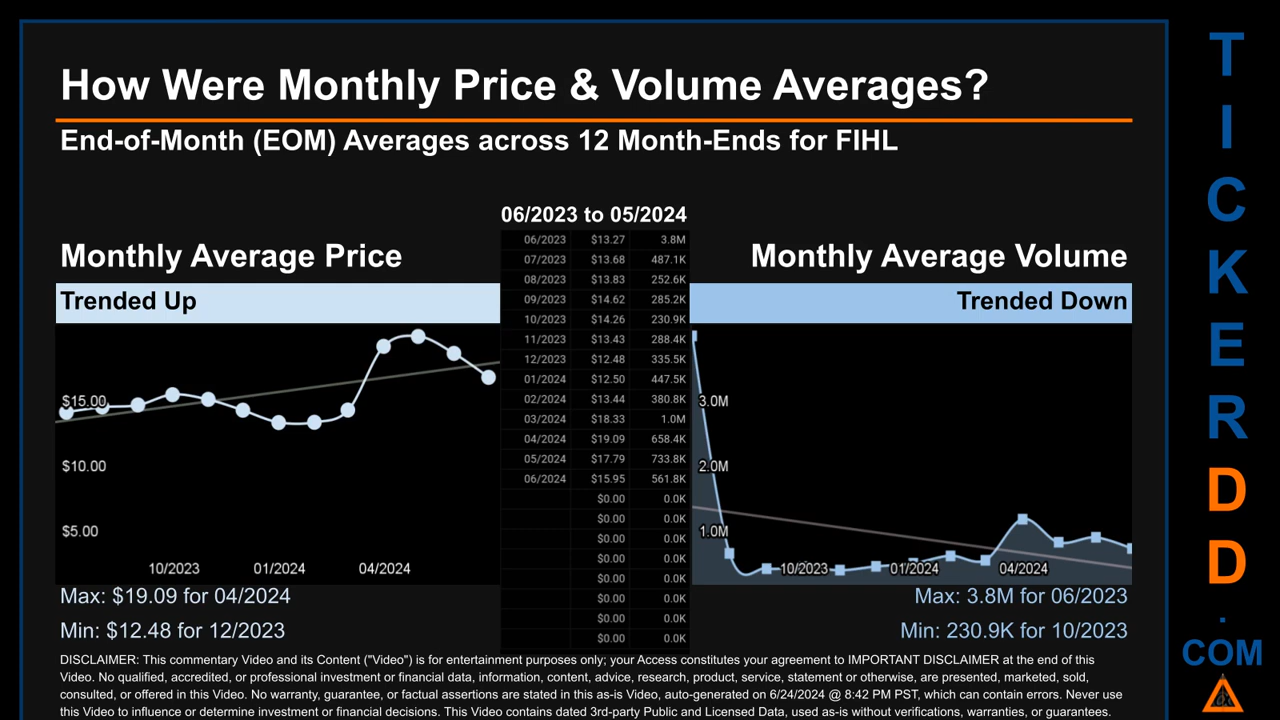 How Were Monthly Price & Volume Averages?
End-of-Month (EOM) Averages across 12 Month-Ends for FIHL
06/2023 to 05/2024
Monthly Average Price
Monthly Average Volume
Trended Up
Trended Down
06/2023 $13.27 3.8M
07/2023 $13.68 487.1K
08/2023 $13.83 252.6K
09/2023 $14.62 285.2K
10/2023 $14.26 230.9K
11/2023 $13.43 288.4K
12/2023 $12.48 335.5K
01/2024 $12.50 447.5K
02/2024 $13.44 380.8K
03/2024 $18.33 1.0M
04/2024 $19.09 658.4K
05/2024 $17.79 733.8K
06/2024 $15.95 561.8K
$0.00 0.0K
$0.00 0.0K
$0.00 0.0K
$0.00 0.0K
$0.00 0.0K
$0.00 0.0K
$0.00 0.0K
$0.00 0.0K
$15.00
$10.00
$5.00
10/2023 01/2024 04/2024
3.0M
2.0M
1.0M
10/2023 01/2024 04/2024
Max: $19.09 for 04/2024
Min: $12.48 for 12/2023
Max: 3.8M for 06/2023
Min: 230.9K for 10/2023
DISCLAIMER: This commentary Video and its Content ("Video") is for entertainment purposes only; your Access constitutes your agreement to IMPORTANT DISCLAIMER at the end of this
Video. No qualified, accredited, or professional investment or financial data, information, content, advice, research, product, service, statement or otherwise, are presented, marketed, sold,
consulted, or offered in this Video. No warranty, guarantee, or factual assertions are stated in this as-is Video, auto-generated on 6/24/2024 @ 8:42 PM PST, which can contain errors. Never use
this Video to influence or determine investment or financial decisions. This Video contains dated 3rd-party Public and Licensed Data, used as-is without verifications, warranties, or guarantees.
T
I
C
K
E
R
D
D
.
COM